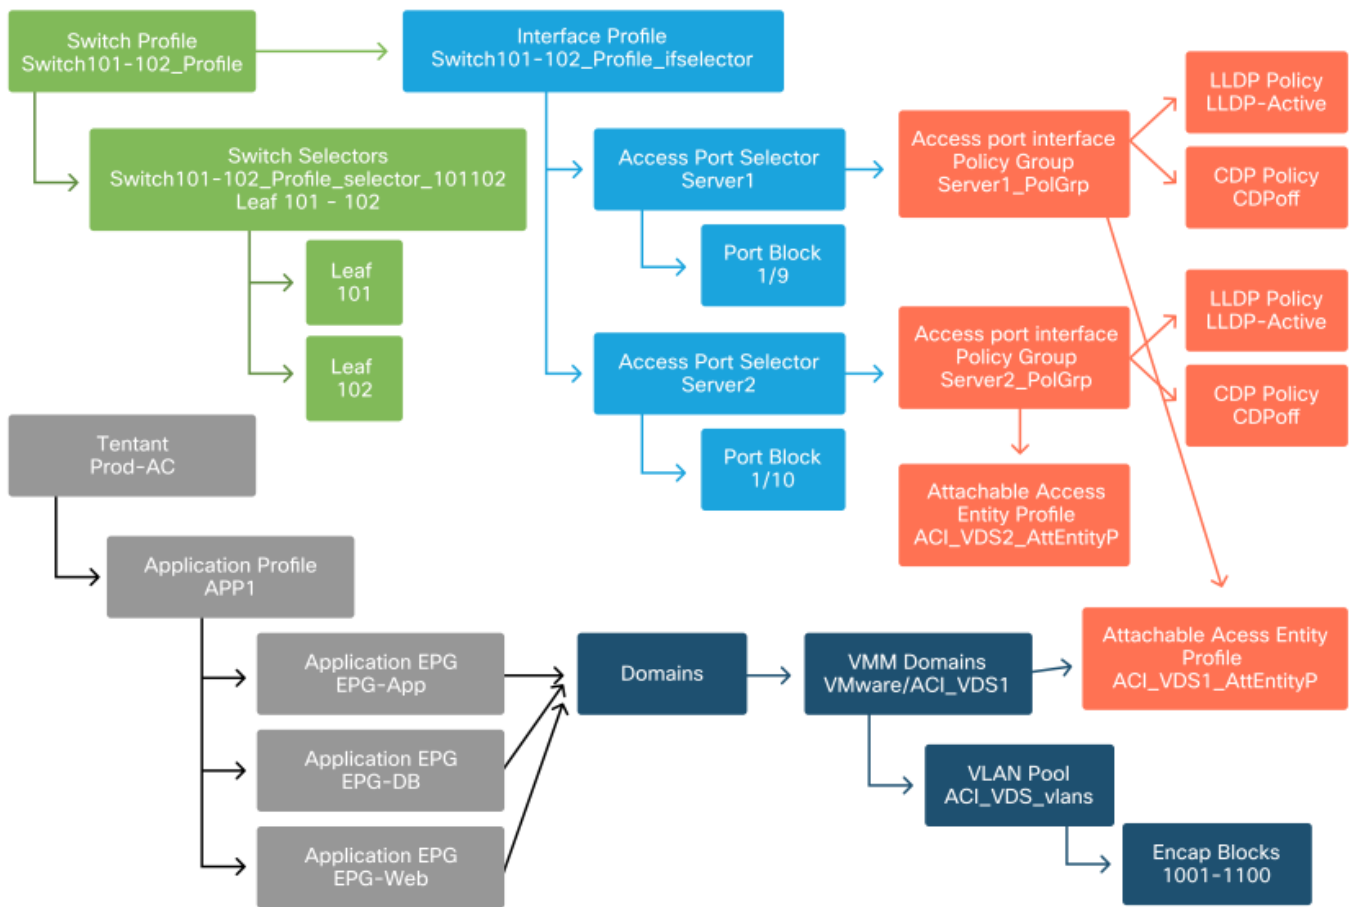 Switch Profile
Switch101-102_Profile
Interface Profile
Switch101-102_Profile_ifselector
LLDP Policy
LLDP-Active
Switch Selectors
Switch101-102_Profile_selector_101102
Leaf 101 - 102
Access Port Selector
Server1
Access port interface
Policy Group
Server1_PolGrp
CDP Policy
CDPoff
Leaf
101
Port Block
1/9
LLDP Policy
LLDP-Active
Leaf
102
Access Port Selector
Server2
Access port interface
Policy Group
Server2_PolGrp
CDP Policy
CDPoff
Tentant
Prod-AC
Port Block
1/10
Attachable Access
Entity Profile
ACI_VDS2_AttEntityP
Application Profile
APP1
Application EPG
EPG-App
Domains
VMM Domains
VMware/ACI_VDS1
Attachable Acess Entity
Profile
ACI_VDS1_AttEntityP
Application EPG
EPG-DB
VLAN Pool
ACI_VDS_vlans
Application EPG
EPG-Web
Encap Blocks
1001-1100